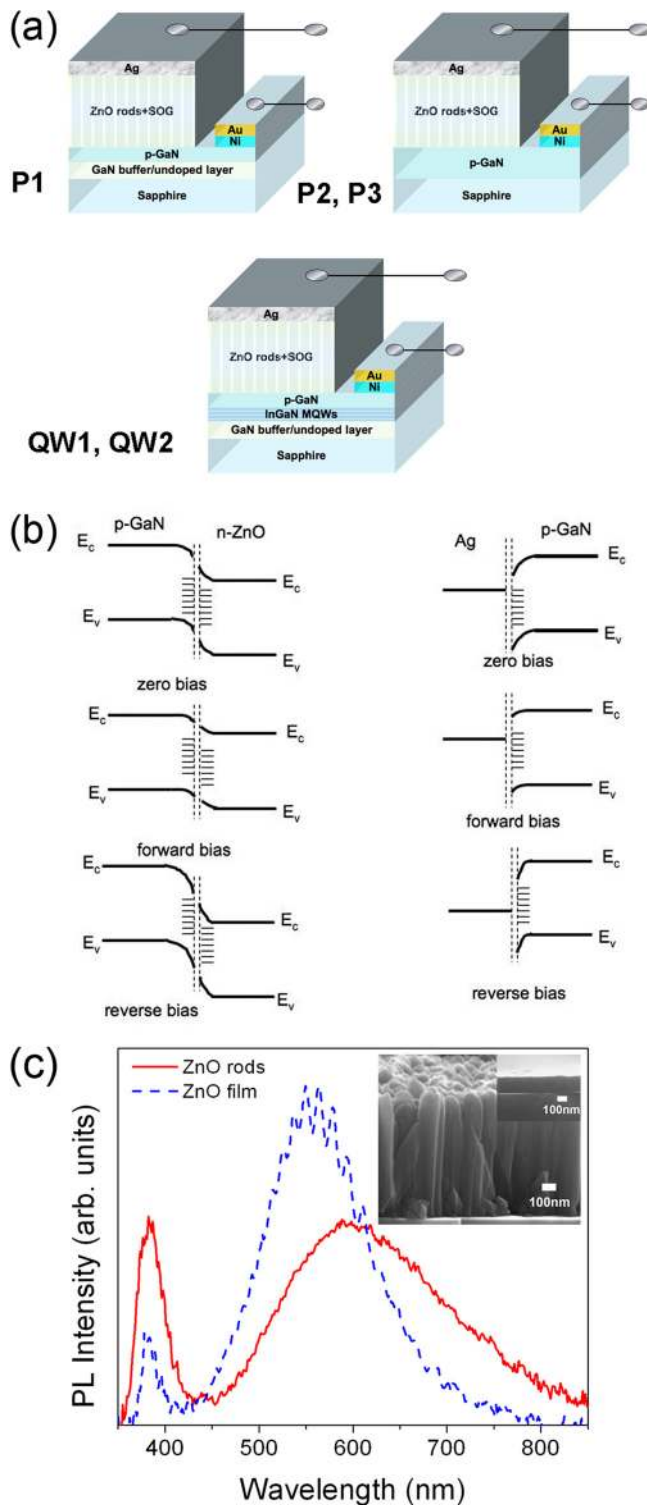 (a)
Ag
ZnO rods+SOG
Au
Ni
p-GaN
GaN buffer/undoped layer
Sapphire
P1
Ag
ZnO rods+SOG
Au
Ni
p-GaN
Sapphire
P2, P3
Ag
ZnO rods+SOG
Au
Ni
p-GaN
InGaN MQWs
GaN buffer/undoped layer
Sapphire
QW1, QW2
(b)
p-GaN n-ZnO
Ec
Ec
Ev
Ev
zero bias
Ec
Ec
Ev
Ev
forward bias
Ec
Ec
Ev
Ev
reverse bias
Ag p-GaN
Ec
Ev
zero bias
Ec
Ev
forward bias
Ec
Ev
reverse bias
(c)
ZnO rods
ZnO film
100nm
100nm
PL Intensity (arb. units)
400 500 600 700 800
Wavelength (nm)